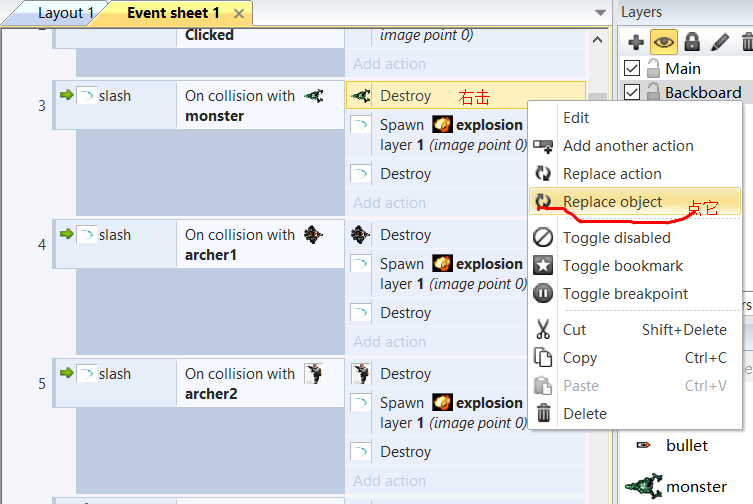 Layout 1
Event sheet 1
Layers
Clicked
image point 0)
Add action
Main
Backboard
3
slash
On collision with
monster
Destroy
右击
Spawn explosion
layer 1 (image point 0)
Destroy
Add action
Edit
Add another action
Replace action
Replace object
点它
Toggle disabled
Toggle bookmark
Toggle breakpoint
Cut Shift+Delete
Copy Ctrl+C
Paste Ctrl+V
Delete
4
slash
On collision with
archer1
Destroy
Spawn explosion
layer 1 (image point 0)
Destroy
Add action
5
slash
On collision with
archer2
Destroy
Spawn explosion
layer 1 (image point 0)
Destroy
Add action
bullet
monster